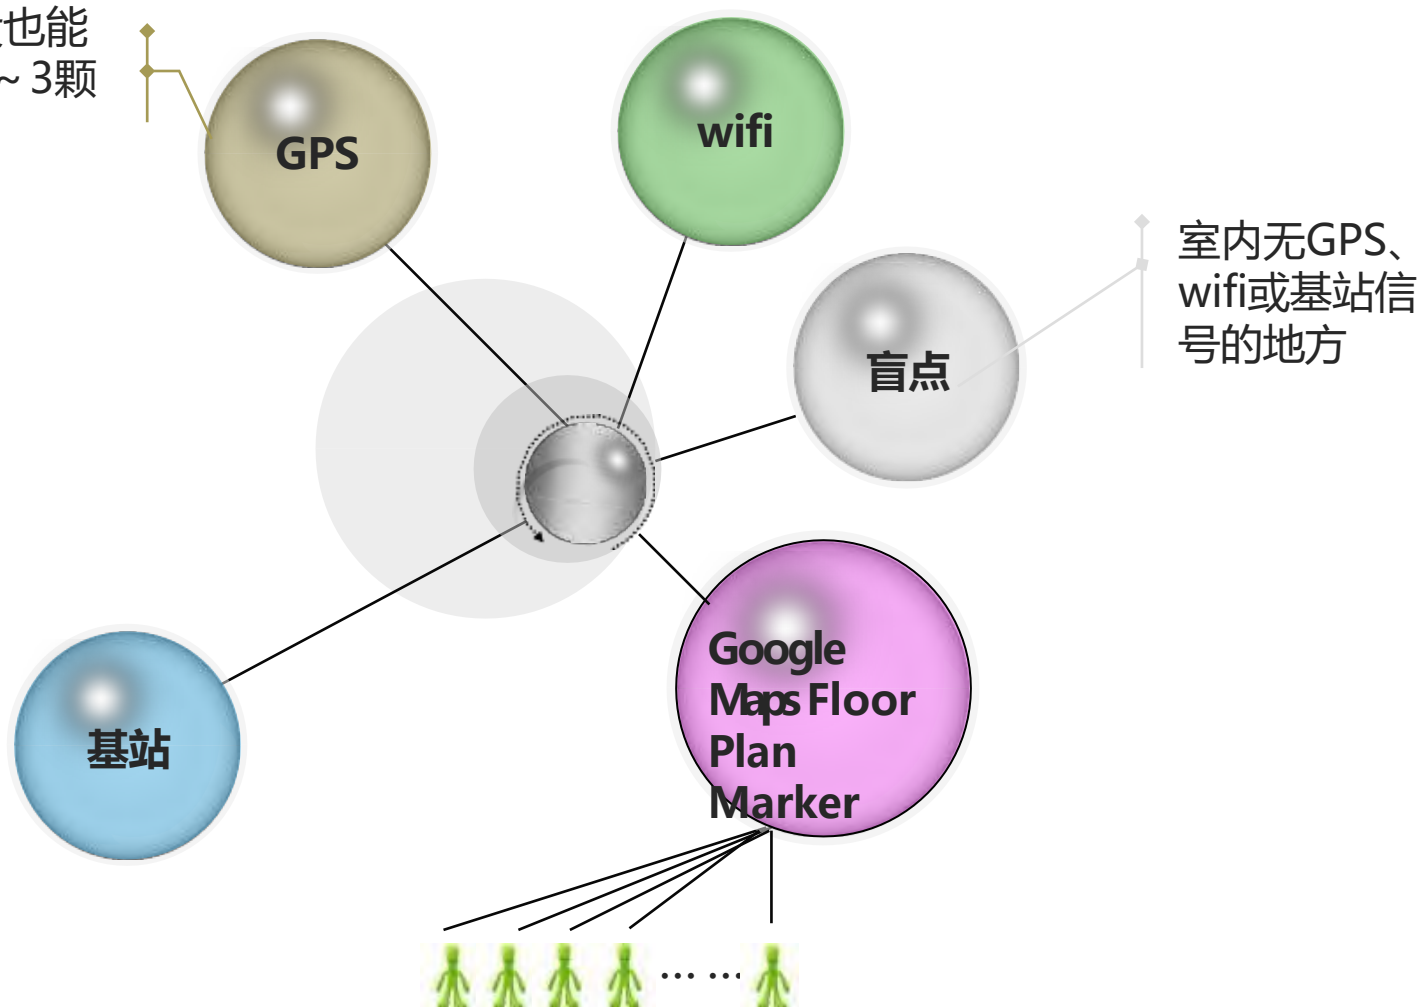 也能
~ 3颗
GPS
wifi
室内无GPS、
wifi或基站信
号的地方
盲点
Google
Maps Floor
Plan
Marker
基站
... ...